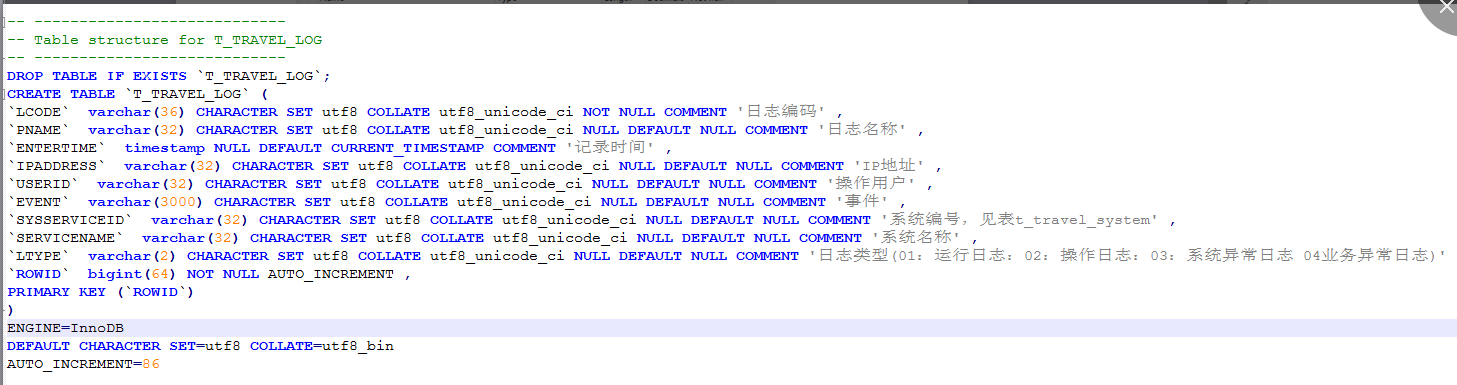 -- ----------------------------
-- Table structure for T_TRAVEL_LOG
-- ----------------------------
DROP TABLE IF EXISTS `T_TRAVEL_LOG`;
CREATE TABLE `T_TRAVEL_LOG` (
`LCODE`  varchar(36) CHARACTER SET utf8 COLLATE utf8_unicode_ci NOT NULL COMMENT '日志编码' ,
`PNAME`  varchar(32) CHARACTER SET utf8 COLLATE utf8_unicode_ci NULL DEFAULT NULL COMMENT '日志名称' ,
`ENTERTIME`  timestamp NULL DEFAULT CURRENT_TIMESTAMP COMMENT '记录时间' ,
`IPADDRESS`  varchar(32) CHARACTER SET utf8 COLLATE utf8_unicode_ci NULL DEFAULT NULL COMMENT 'IP地址' ,
`USERID`  varchar(32) CHARACTER SET utf8 COLLATE utf8_unicode_ci NULL DEFAULT NULL COMMENT '操作用户' ,
`EVENT`  varchar(3000) CHARACTER SET utf8 COLLATE utf8_unicode_ci NULL DEFAULT NULL COMMENT '事件' ,
`SYSSERVICEID`  varchar(32) CHARACTER SET utf8 COLLATE utf8_unicode_ci NULL DEFAULT NULL COMMENT '系统编号，见表t_travel_system' ,
`SERVICENAME`  varchar(32) CHARACTER SET utf8 COLLATE utf8_unicode_ci NULL DEFAULT NULL COMMENT '系统名称' ,
`LTYPE`  varchar(2) CHARACTER SET utf8 COLLATE utf8_unicode_ci NULL DEFAULT NULL COMMENT '日志类型(01：运行日志：02：操作日志：03：系统异常日志 04业务异常日志)'
`ROWID`  bigint(64) NOT NULL AUTO_INCREMENT ,
PRIMARY KEY (`ROWID`)
)
ENGINE=InnoDB
DEFAULT CHARACTER SET=utf8 COLLATE=utf8_bin
AUTO_INCREMENT=86